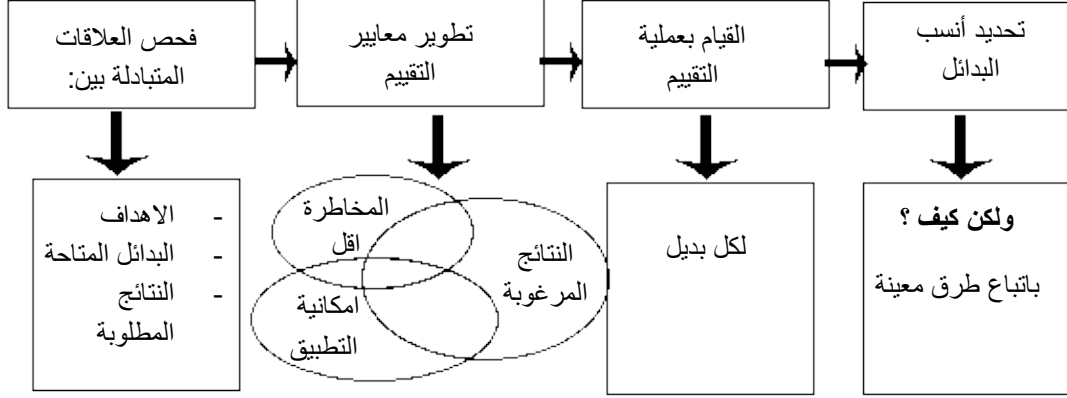 فحص العلاقات
المتبادلة بين:
تطوير معايير
التقييم
القيام بعملية
التقييم
تحديد أنسب
البدائل
- الاهداف
- البدائل المتاحة
- النتائج
المطلوبة
المخاطرة
اقل
النتائج
المرغوبة
امكانية
التطبيق
لكل بديل
ولكن كيف ؟
باتباع طرق معينة